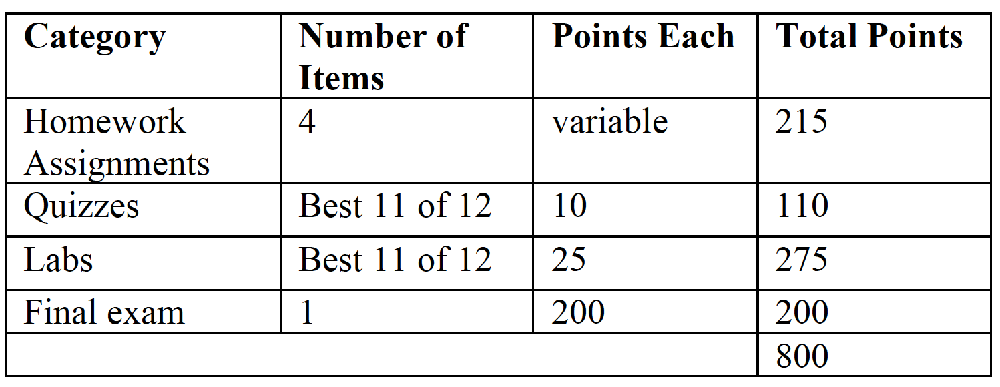 Category Number of Items Points Each Total Points
Homework Assignments 4 variable 215
Quizzes Best 11 of 12 10 110
Labs Best 11 of 12 25 275
Final exam 1 200 200
800